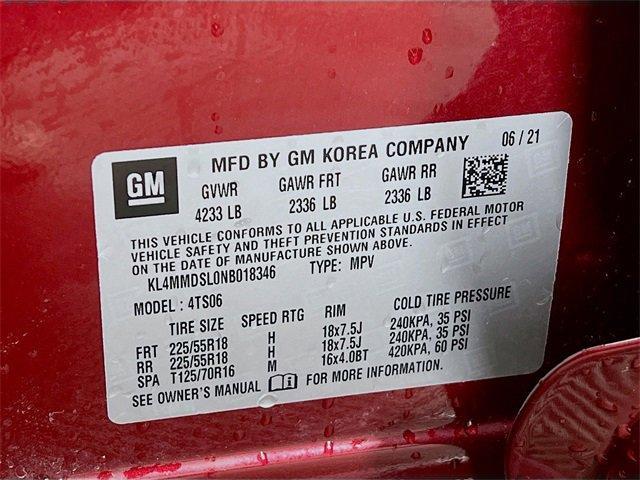 GM MFD BY GM KOREA COMPANY 06 / 21
GVWR GAWR FRT GAWR RR
4233 LB 2336 LB 2336 LB
THIS VEHICLE CONFORMS TO ALL APPLICABLE U.S. FEDERAL MOTOR
VEHICLE SAFETY AND THEFT PREVENTION STANDARDS IN EFFECT
ON THE DATE OF MANUFACTURE SHOWN ABOVE.
KL4MMDSL0NB018346 TYPE: MPV
MODEL : 4TS06
TIRE SIZE SPEED RTG RIM COLD TIRE PRESSURE
FRT 225/55R18 H 18x7.5J 240KPA, 35 PSI
RR 225/55R18 H 18x7.5J 240KPA, 35 PSI
SPA T125/70R16 M 16x4.0BT 420KPA, 60 PSI
SEE OWNER'S MANUAL FOR MORE INFORMATION.